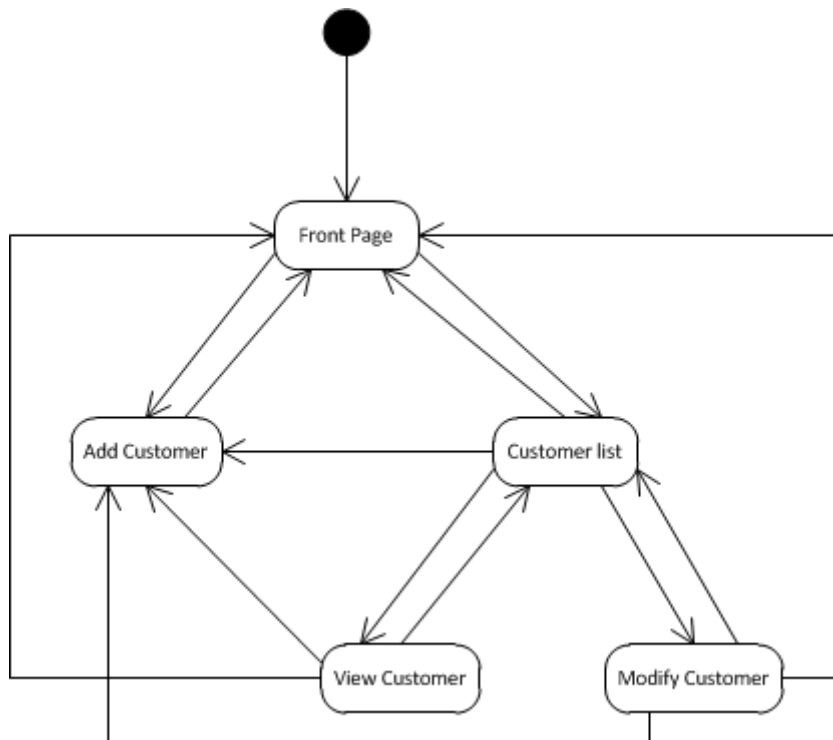 Front Page
Add Customer
Customer list
View Customer
Modify Customer